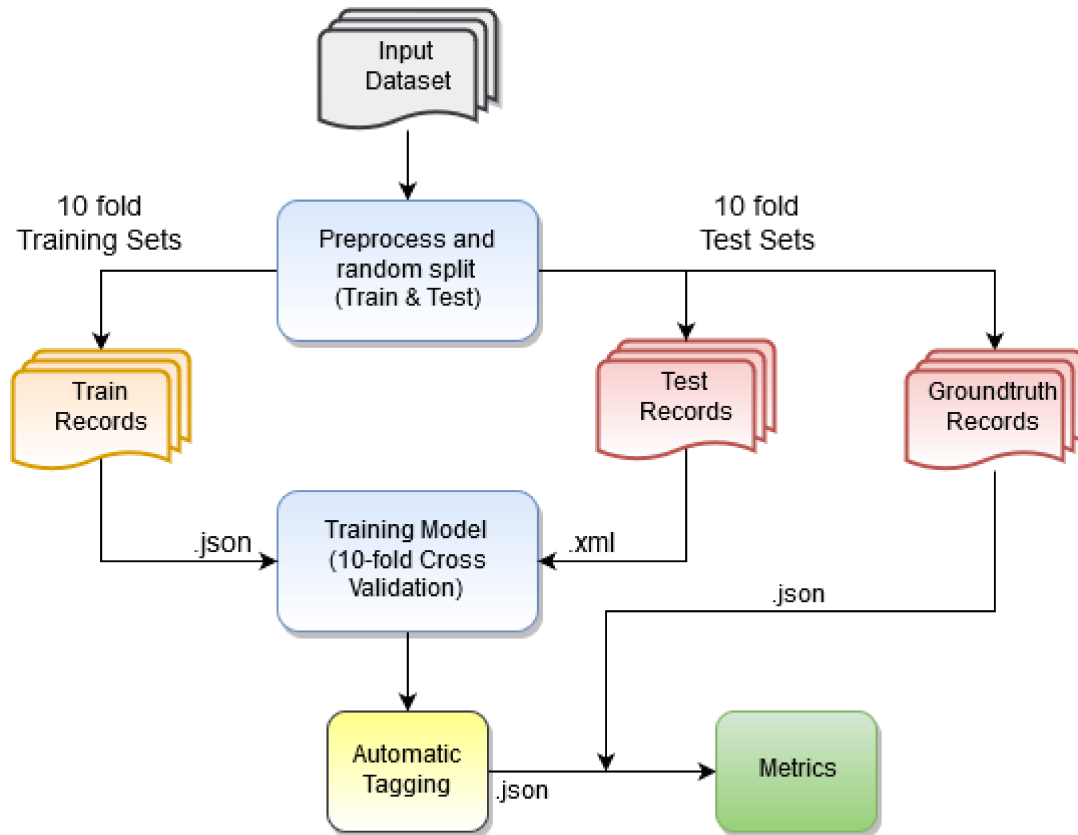 Input
Dataset
10 fold
Training Sets
Preprocess and
random split
(Train & Test)
10 fold
Test Sets
Train
Records
Test
Records
Groundtruth
Records
.json
Training Model
(10-fold Cross
Validation)
.xml
.json
Automatic
Tagging
.json
Metrics